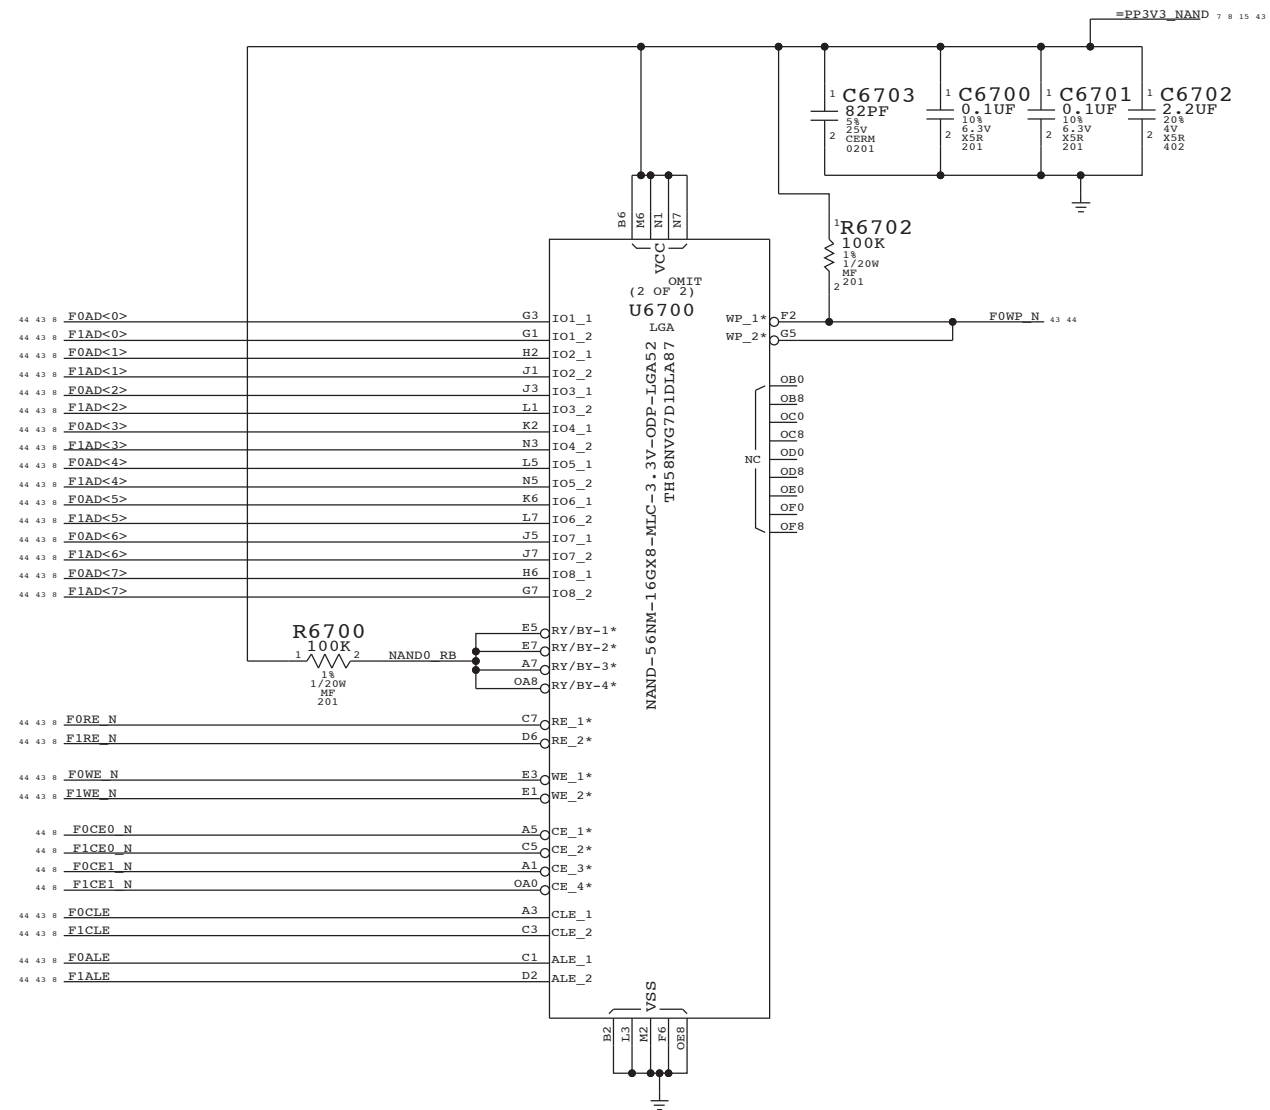 =PP3V3_NAND 7 8 15 43
C6703
82PF
5%
25V
CERM
0201
1
2
C6700
0.1UF
10%
6.3V
X5R
201
1
2
C6701
0.1UF
10%
6.3V
X5R
201
1
2
C6702
2.2UF
20%
4V
X5R
402
1
2
B6
M6
N1
N7
VCC
1
R6702
100K
1%
1/20W
MF
201
2
OMIT
(2 OF 2)
U6700
LGA
NAND-56NM-16GX8-MLC-3.3V-ODP-LGA52
TH58NVG7D1DLA87
44 43 8 F0AD<0> G3 IO1_1
44 43 8 F1AD<0> G1 IO1_2
44 43 8 F0AD<1> H2 IO2_1
44 43 8 F1AD<1> J1 IO2_2
44 43 8 F0AD<2> J3 IO3_1
44 43 8 F1AD<2> L1 IO3_2
44 43 8 F0AD<3> K2 IO4_1
44 43 8 F1AD<3> N3 IO4_2
44 43 8 F0AD<4> L5 IO5_1
44 43 8 F1AD<4> N5 IO5_2
44 43 8 F0AD<5> K6 IO6_1
44 43 8 F1AD<5> L7 IO6_2
44 43 8 F0AD<6> J5 IO7_1
44 43 8 F1AD<6> J7 IO7_2
44 43 8 F0AD<7> H6 IO8_1
44 43 8 F1AD<7> G7 IO8_2
WP_1* F2 F0WP_N 43 44
WP_2* G5
NC
OB0
OB8
OC0
OC8
OD0
OD8
OE0
OF0
OF8
R6700
100K
1 2
1%
1/20W
MF
201
NAND0_RB
E5 RY/BY-1*
E7 RY/BY-2*
A7 RY/BY-3*
OA8 RY/BY-4*
44 43 8 F0RE_N C7 RE_1*
44 43 8 F1RE_N D6 RE_2*
44 43 8 F0WE_N E3 WE_1*
44 43 8 F1WE_N E1 WE_2*
44 8 F0CE0_N A5 CE_1*
44 8 F1CE0_N C5 CE_2*
44 8 F0CE1_N A1 CE_3*
44 8 F1CE1_N OA0 CE_4*
44 43 8 F0CLE A3 CLE_1
44 43 8 F1CLE C3 CLE_2
44 43 8 F0ALE C1 ALE_1
44 43 8 F1ALE D2 ALE_2
VSS
B2
L3
M2
F6
OE8